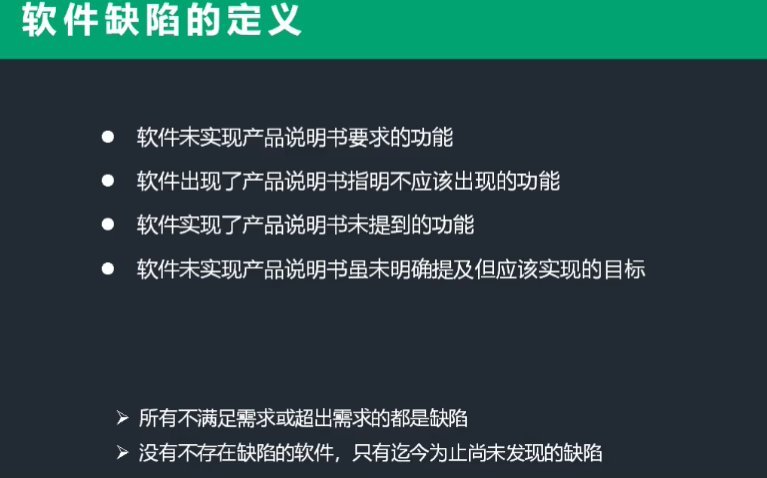 软件缺陷的定义
● 软件未实现产品说明书要求的功能
● 软件出现了产品说明书指明不应该出现的功能
● 软件实现了产品说明书未提到的功能
● 软件未实现产品说明书虽未明确提及但应该实现的目标
➢ 所有不满足需求或超出需求的都是缺陷
➢ 没有不存在缺陷的软件，只有迄今为止尚未发现的缺陷